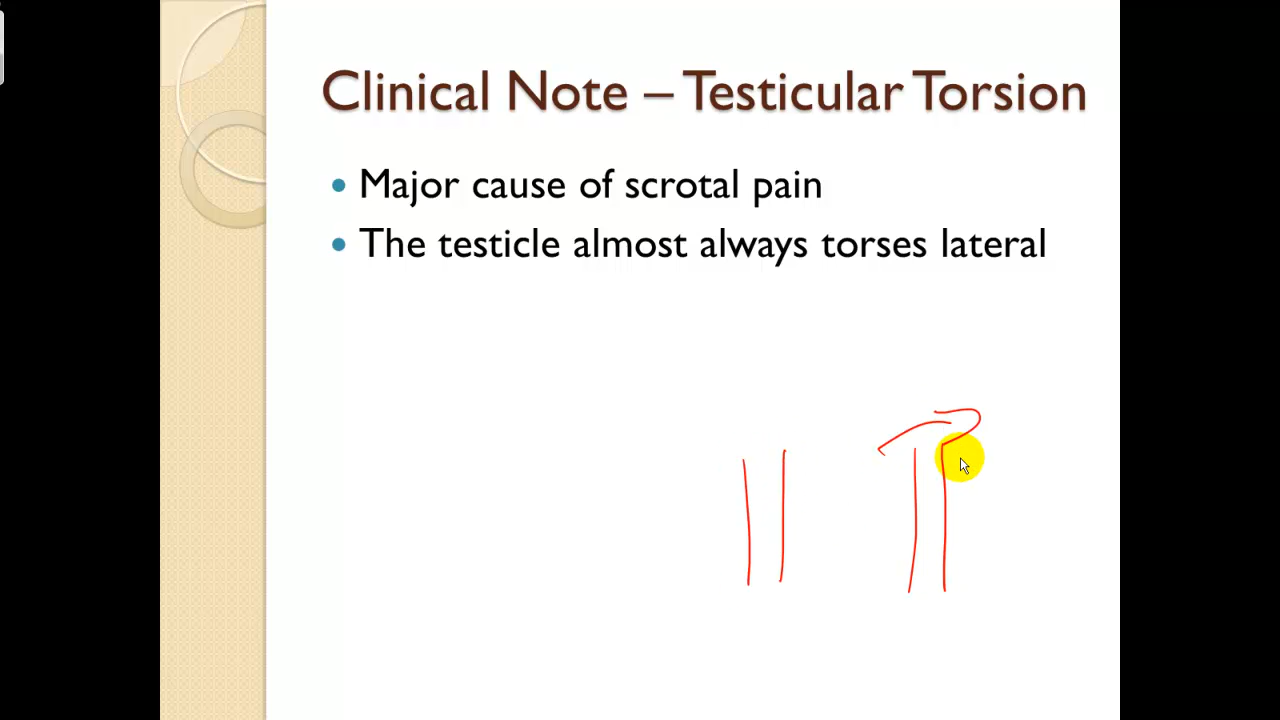 Clinical Note – Testicular Torsion
• Major cause of scrotal pain
• The testicle almost always torses lateral